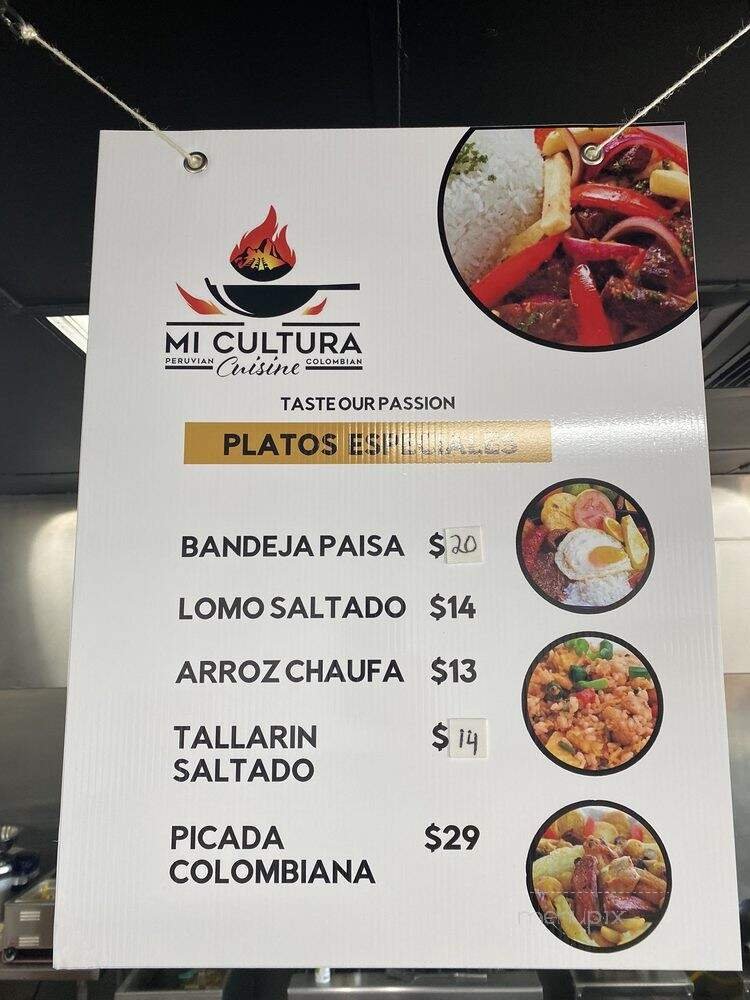 MI CULTURA
PERUVIAN Cuisine COLOMBIAN
TASTE OUR PASSION
PLATOS ESPECIALES
BANDEJA PAISA $20
LOMO SALTADO $14
ARROZ CHAUFA $13
TALLARIN $14
SALTADO
PICADA $29
COLOMBIANA
menupix